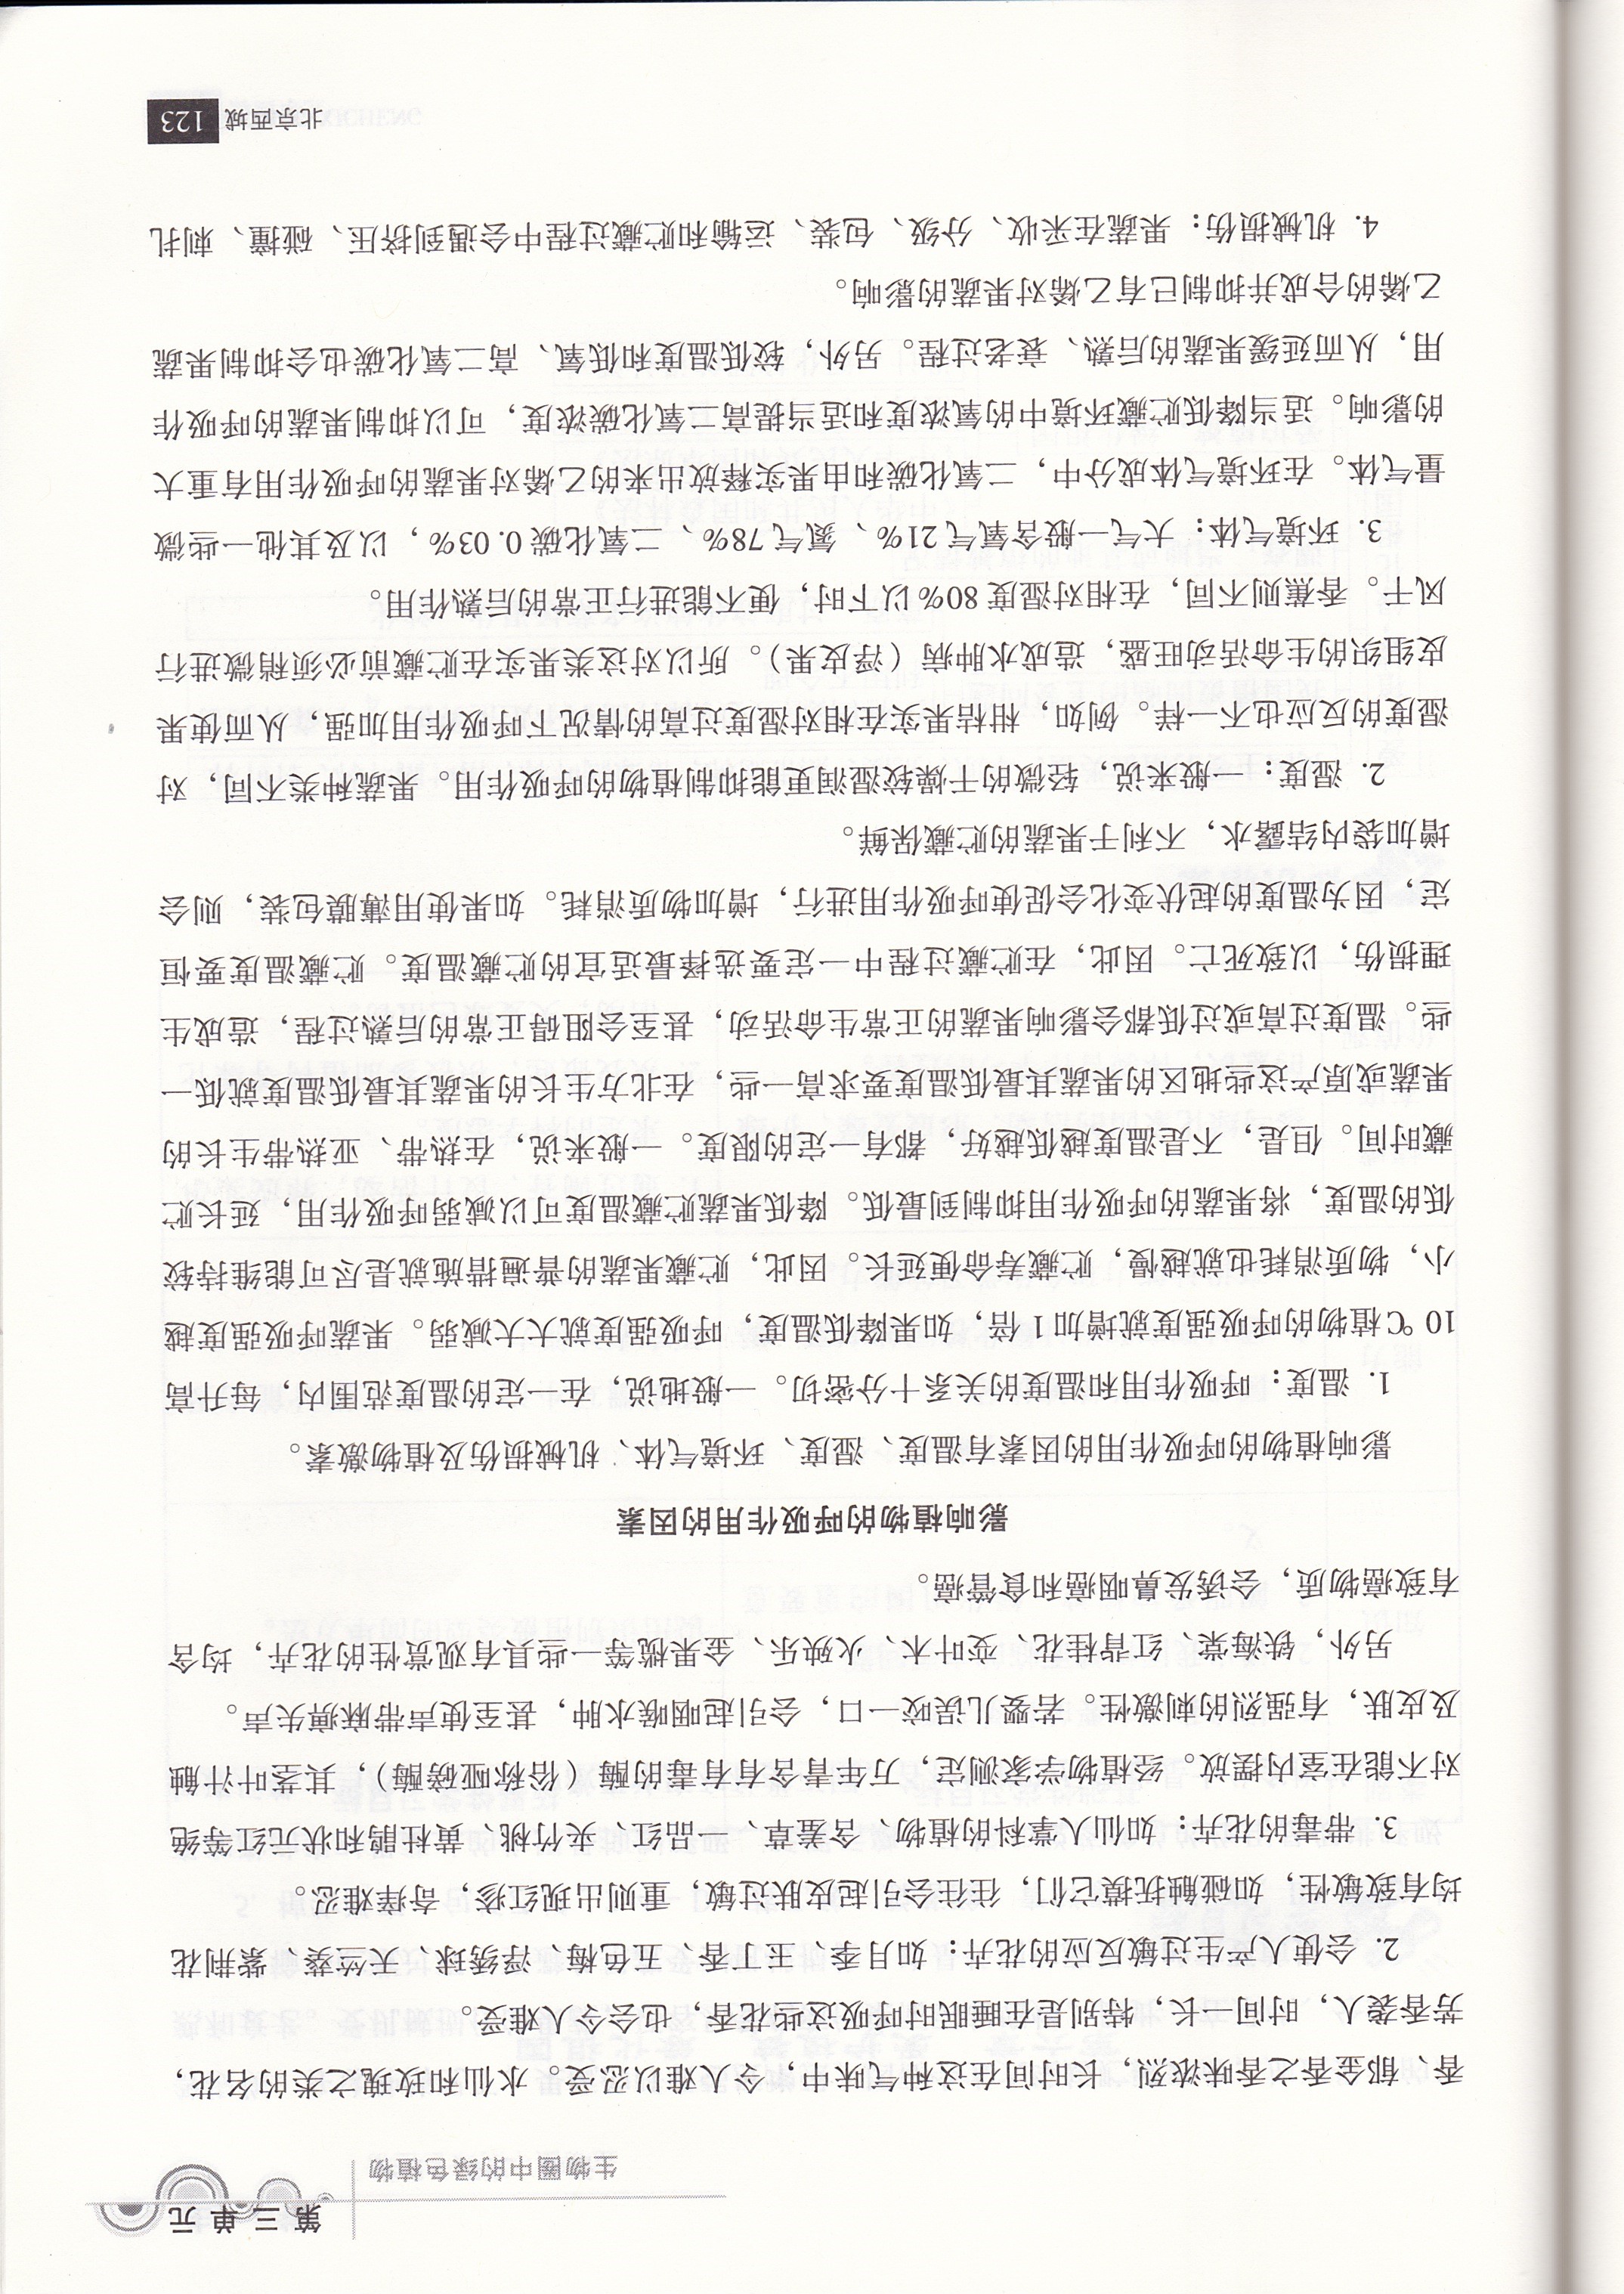 第三单元
生物圈中的绿色植物
香、郁金香之香味浓烈，长时间在这种气味中，令人难以忍受。水仙和玫瑰之类的名花，
芳香袭人，时间一长，特别是在睡眠时呼吸这些花香，也会令人难受。
2. 会使人产生过敏反应的花卉：如月季、玉丁香、五色梅、浮绣球、天竺葵、紫荆花
均有致敏性，如碰触抚摸它们，往往会引起皮肤过敏，重则出现红疹，奇痒难忍。
3. 带毒的花卉：如仙人掌科的植物、含羞草、一品红、夹竹桃、黄杜鹃和状元红等绝
对不能在室内摆放。经植物学家测定，万年青含有有毒的酶（俗称哑磅酶），其茎叶汁触
及皮肤，有强烈的刺激性。若婴儿误咬一口，会引起咽喉水肿，甚至使声带麻痹失声。
另外，铁海棠、红背桂花、变叶木、火殃乐、金果榄等一些具有观赏性的花卉，均含
有致癌物质，会诱发鼻咽癌和食管癌。
影响植物的呼吸作用的因素
影响植物的呼吸作用的因素有温度、湿度、环境气体、机械损伤及植物激素。
1. 温度：呼吸作用和温度的关系十分密切。一般地说，在一定的温度范围内，每升高
10 ℃植物的呼吸强度就增加1倍，如果降低温度，呼吸强度就大大减弱。果蔬呼吸强度越
小，物质消耗也就越慢，贮藏寿命便延长。因此，贮藏果蔬的普遍措施就是尽可能维持较
低的温度，将果蔬的呼吸作用抑制到最低。降低果蔬贮藏温度可以减弱呼吸作用，延长贮
藏时间。但是，不是温度越低越好，都有一定的限度。一般来说，在热带、亚热带生长的
果蔬或原产这些地区的果蔬其最低温度要求高一些，在北方生长的果蔬其最低温度就低一
些。温度过高或过低都会影响果蔬的正常生命活动，甚至会阻碍正常的后熟过程，造成生
理损伤，以致死亡。因此，在贮藏过程中一定要选择最适宜的贮藏温度。贮藏温度要恒
定，因为温度的起伏变化会促使呼吸作用进行，增加物质消耗。如果使用薄膜包装，则会
增加袋内结露水，不利于果蔬的贮藏保鲜。
2. 湿度：一般来说，轻微的干燥较湿润更能抑制植物的呼吸作用。果蔬种类不同，对
湿度的反应也不一样。例如，柑桔果实在相对湿度过高的情况下呼吸作用加强，从而使果
皮组织的生命活动旺盛，造成水肿病（浮皮果）。所以对这类果实在贮藏前必须稍微进行
风干。香蕉则不同，在相对湿度80%以下时，便不能进行正常的后熟作用。
3. 环境气体：大气一般含氧气21%、氮气78%、二氧化碳0.03%，以及其他一些微
量气体。在环境气体成分中，二氧化碳和由果实释放出来的乙烯对果蔬的呼吸作用有重大
的影响。适当降低贮藏环境中的氧浓度和适当提高二氧化碳浓度，可以抑制果蔬的呼吸作
用，从而延缓果蔬的后熟、衰老过程。另外，较低温度和低氧、高二氧化碳也会抑制果蔬
乙烯的合成并抑制已有乙烯对果蔬的影响。
4. 机械损伤：果蔬在采收、分级、包装、运输和贮藏过程中会遇到挤压、碰撞、刺扎
北京西城 123